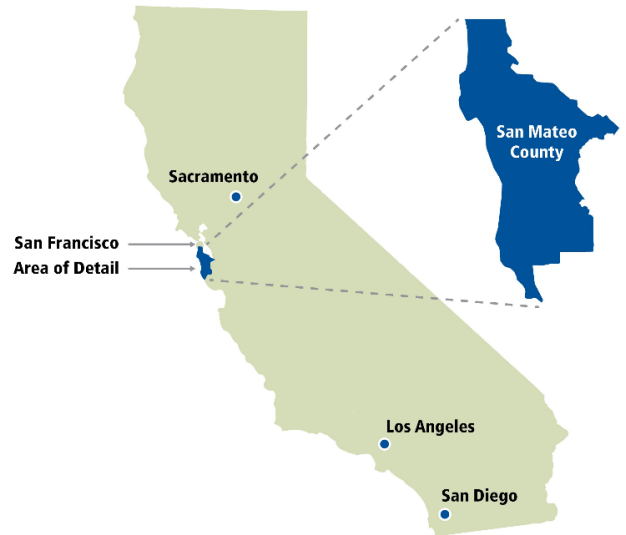 San Mateo
County
Sacramento
San Francisco
Area of Detail
Los Angeles
San Diego